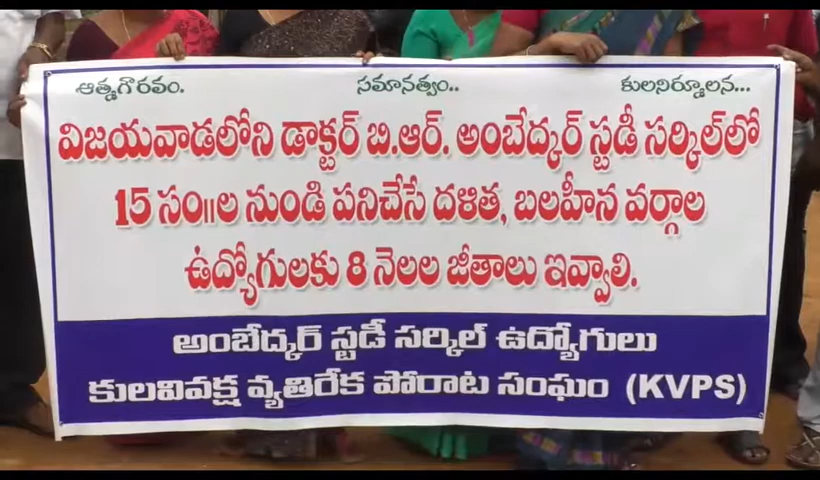 ఆత్మగౌరవం. సమానత్వం.. కులనిర్మూలన...
విజయవాడలోని డాక్టర్ బి.ఆర్. అంబేద్కర్ స్టడీ సర్కిల్‌లో
15 సం॥ల నుండి పనిచేసే దళిత, బలహీన వర్గాల
ఉద్యోగులకు 8 నెలల జీతాలు ఇవ్వాలి.
అంబేద్కర్ స్టడీ సర్కిల్ ఉద్యోగులు
కులవివక్ష వ్యతిరేక పోరాట సంఘం (KVPS)